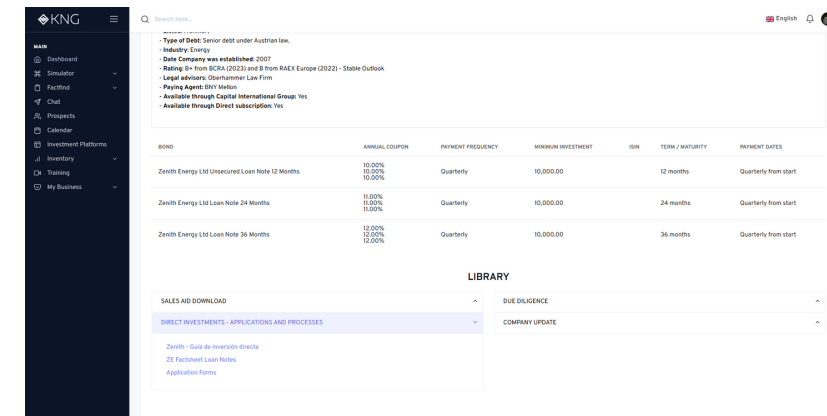 KNG
Search here...
English
MAIN
Dashboard
Simulator
Factfind
Chat
Prospects
Calendar
Investment Platforms
Inventory
Training
My Business
- Type of Debt: Senior debt under Austrian law.
- Industry: Energy
- Date Company was established: 2007
- Rating: B+ from BCRA (2023) and B from RAEX Europe (2022) - Stable Outlook
- Legal advisors: Oberhammer Law Firm
- Paying Agent: BNY Mellon
- Available through Capital International Group: Yes
- Available through Direct subscription: Yes
BOND ANNUAL COUPON PAYMENT FREQUENCY MINIMUM INVESTMENT ISIN TERM / MATURITY PAYMENT DATES
10.00%
Zenith Energy Ltd Unsecured Loan Note 12 Months 10.00% Quarterly 10,000.00 12 months Quarterly from start
10.00%
11.00%
Zenith Energy Ltd Loan Note 24 Months 11.00% Quarterly 10,000.00 24 months Quarterly from start
11.00%
12.00%
Zenith Energy Ltd Loan Note 36 Months 12.00% Quarterly 10,000.00 36 months Quarterly from start
12.00%
LIBRARY
SALES AID DOWNLOAD
DIRECT INVESTMENTS - APPLICATIONS AND PROCESSES
Zenith - Guía de inversión directa
ZE Factsheet Loan Notes
Application Forms
DUE DILIGENCE
COMPANY UPDATE